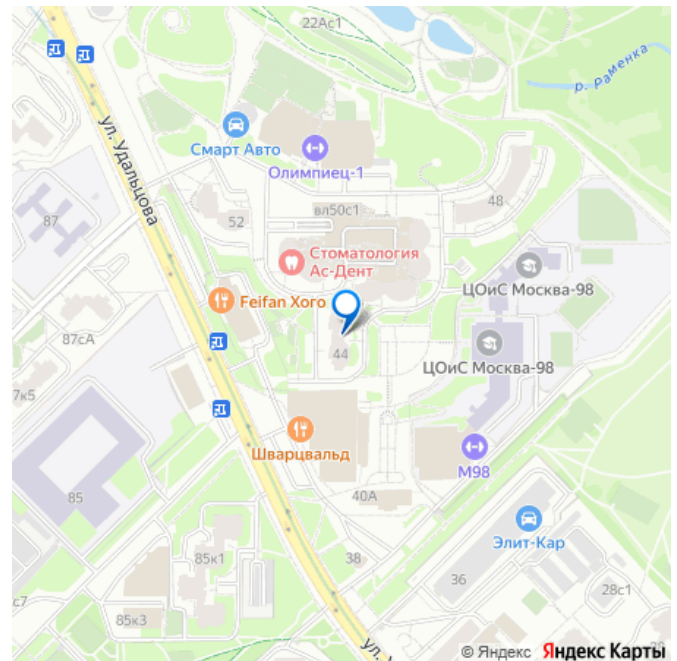 22Ас1
р. Раменка
ул. Удальцова
Смарт Авто
Олимпиец-1
87
52
вл50с1
48
Стоматология
Ас-Дент
ЦОиС Москва-98
Feifan Хого
87сА
44
ЦОиС Москва-98
7к5
Шварцвальд
М98
85
40А
Элит-Кар
85к1
38
36
28с1
с7
85к3
ул. У
© Яндекс Яндекс Карты